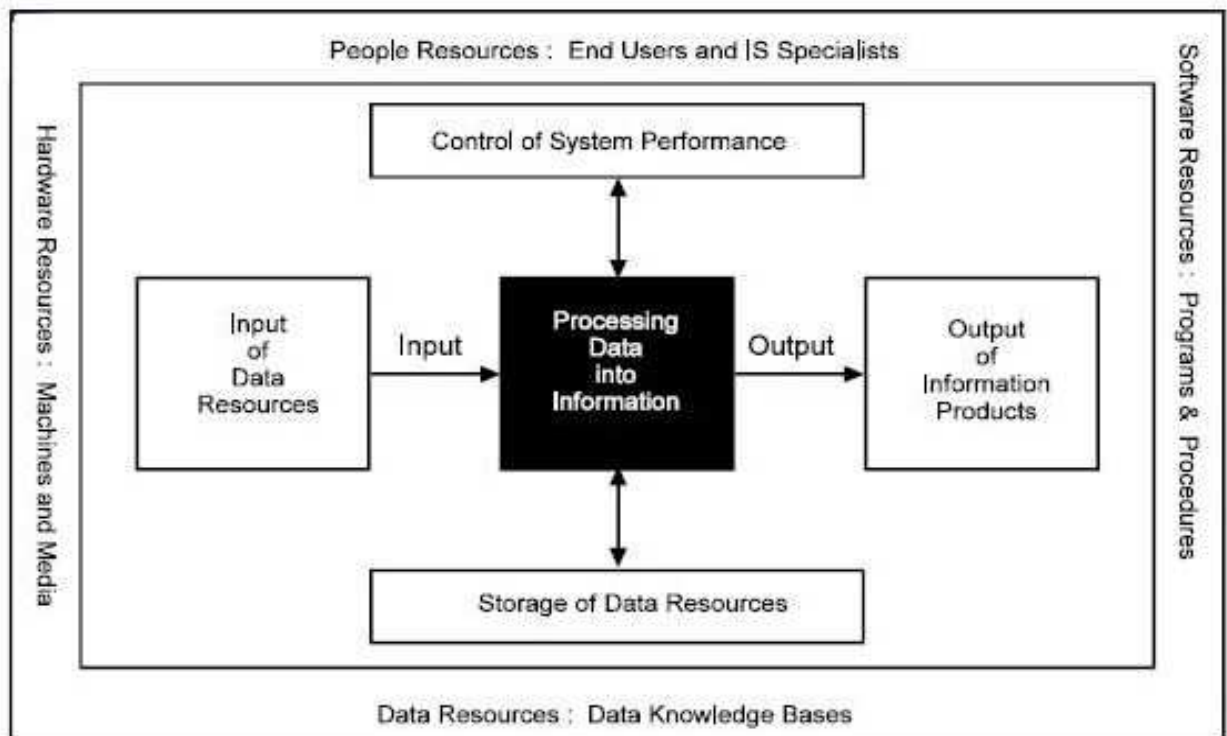 People Resources : End Users and IS Specialists
Control of System Performance
Hardware Resources : Machines and Media
Input
of
Data
Resources
Input
Processing
Data
into
Information
Output
Output
of
Information
Products
Software Resources : Programs & Procedures
Storage of Data Resources
Data Resources : Data Knowledge Bases